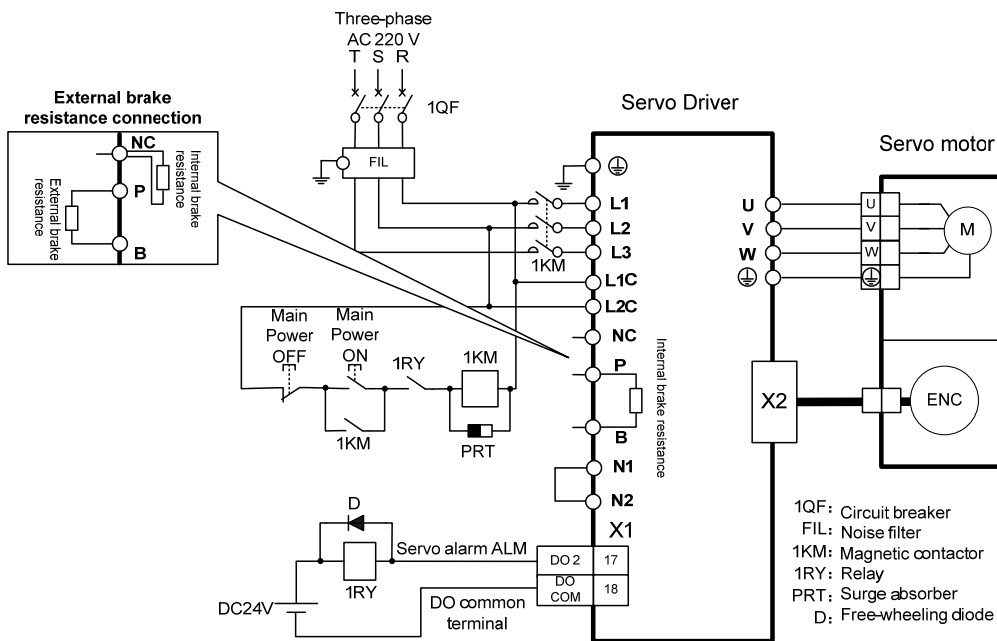 Three-phase
AC 220 V
T S R
1QF
FIL
External brake
resistance connection
NC
P
B
Internal brake
resistance
External brake
resistance
Servo Driver
Servo motor
L1
L2
L3
1KM
L1C
L2C
NC
P
B
N1
N2
X1
Internal brake resistance
U
V
W
U
V
W
M
X2
ENC
Main
Power
OFF
Main
Power
ON
1RY
1KM
1KM
PRT
D
1RY
DC24V
Servo alarm ALM
DO common
terminal
DO 2 17
DO
COM 18
1QF: Circuit breaker
FIL: Noise filter
1KM: Magnetic contactor
1RY: Relay
PRT: Surge absorber
D: Free-wheeling diode